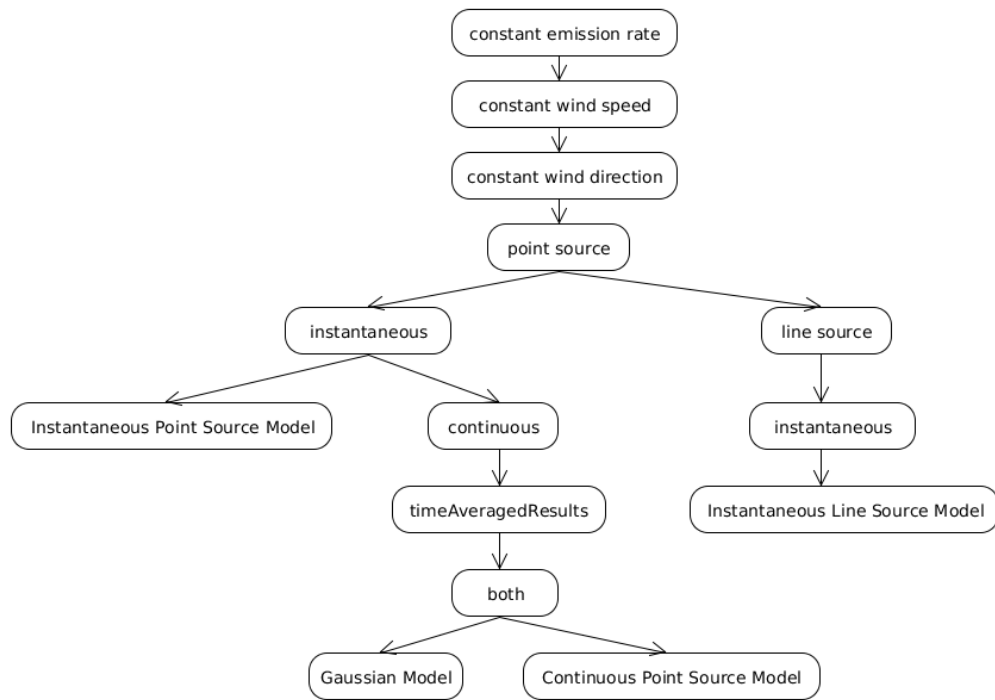 constant emission rate
constant wind speed
constant wind direction
point source
instantaneous
line source
Instantaneous Point Source Model
continuous
instantaneous
timeAveragedResults
Instantaneous Line Source Model
both
Gaussian Model
Continuous Point Source Model